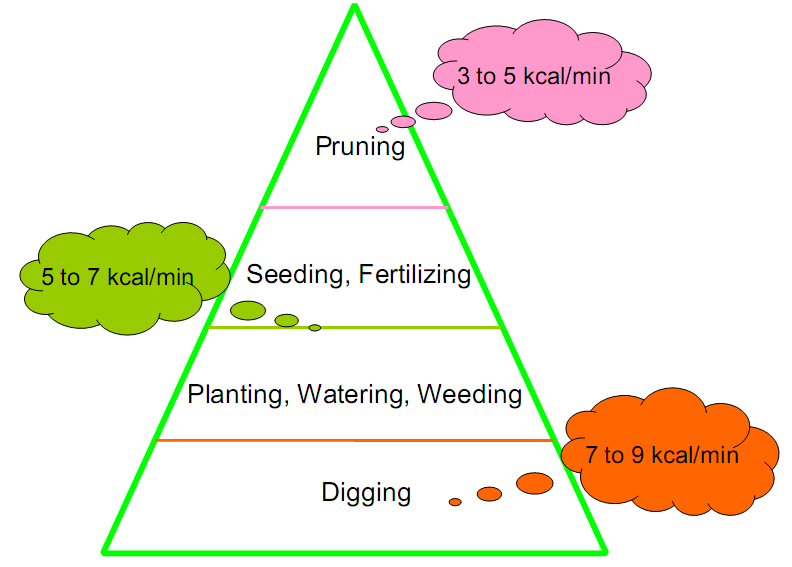 3 to 5 kcal/min
Pruning
5 to 7 kcal/min
Seeding, Fertilizing
Planting, Watering, Weeding
7 to 9 kcal/min
Digging